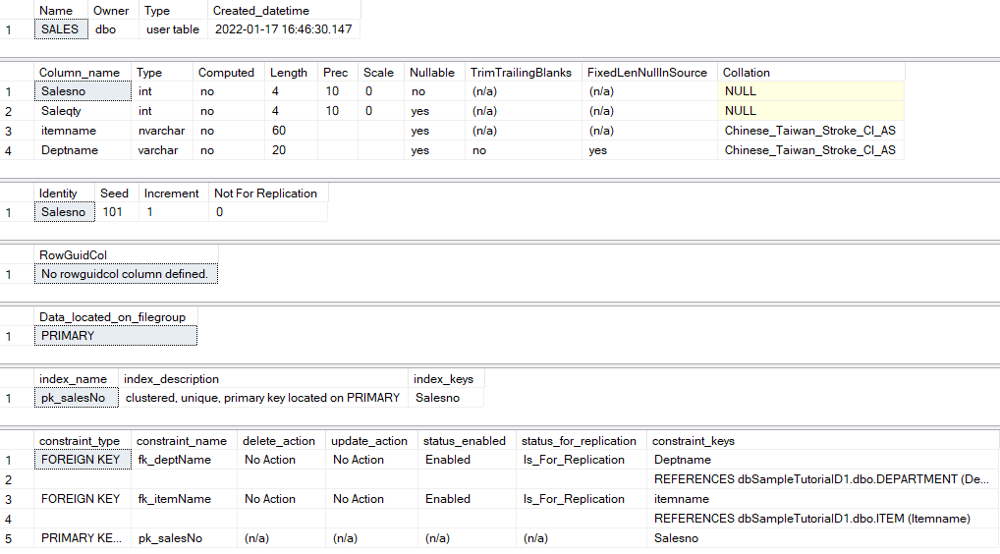 Name Owner Type Created_datetime
1 SALES dbo user table 2022-01-17 16:46:30.147
Column_name Type Computed Length Prec Scale Nullable TrimTrailingBlanks FixedLenNullInSource Collation
1 Salesno int no 4 10 0 no (n/a) (n/a) NULL
2 Saleqty int no 4 10 0 yes (n/a) (n/a) NULL
3 itemname nvarchar no 60 yes (n/a) (n/a) Chinese_Taiwan_Stroke_CI_AS
4 Deptname varchar no 20 yes no yes Chinese_Taiwan_Stroke_CI_AS
Identity Seed Increment Not For Replication
1 Salesno 101 1 0
RowGuidCol
1 No rowguidcol column defined.
Data_located_on_filegroup
1 PRIMARY
index_name index_description index_keys
1 pk_salesNo clustered, unique, primary key located on PRIMARY Salesno
constraint_type constraint_name delete_action update_action status_enabled status_for_replication constraint_keys
1 FOREIGN KEY fk_deptName No Action No Action Enabled Is_For_Replication Deptname
2 REFERENCES dbSampleTutorialD1.dbo.DEPARTMENT (De...
3 FOREIGN KEY fk_itemName No Action No Action Enabled Is_For_Replication itemname
4 REFERENCES dbSampleTutorialD1.dbo.ITEM (Itemname)
5 PRIMARY KE... pk_salesNo (n/a) (n/a) (n/a) (n/a) Salesno